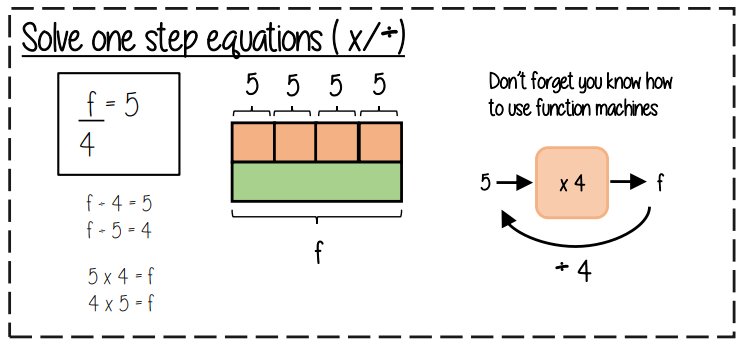 Solve one step equations ( x/÷)
f = 5
4
f ÷ 4 = 5
f ÷ 5 = 4
5 x 4 = f
4 x 5 = f
5 5 5 5
f
Don't forget you know how
to use function machines
5 x 4 f
÷ 4